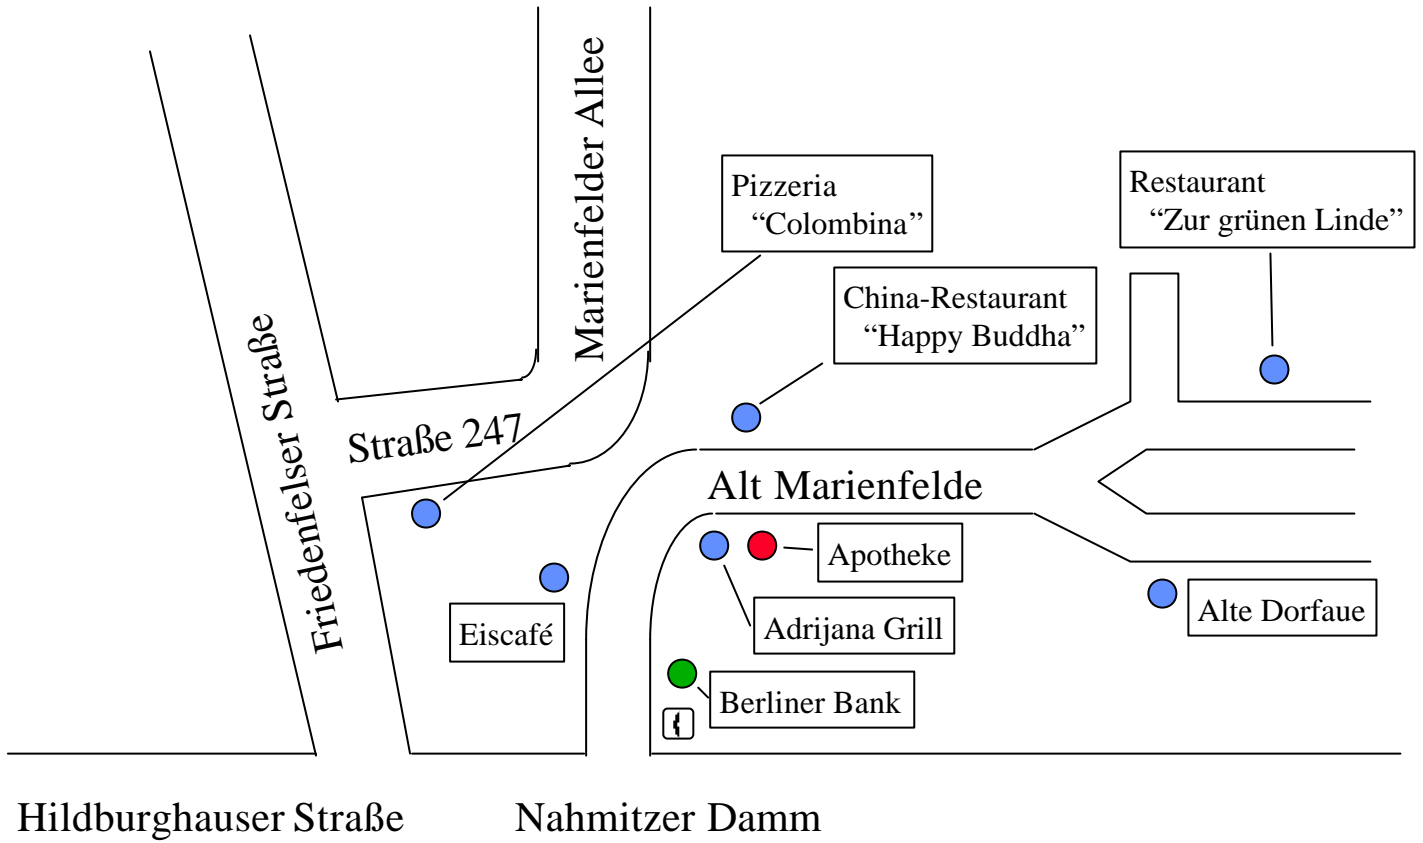 Marienfelder Allee
Pizzeria
“Colombina”
Restaurant
“Zur grünen Linde”
China-Restaurant
“Happy Buddha”
Friedenfelser Straße
Straße 247
Alt Marienfelde
Apotheke
Eiscafé
Adrijana Grill
Alte Dorfaue
Berliner Bank
Hildburghauser Straße
Nahmitzer Damm